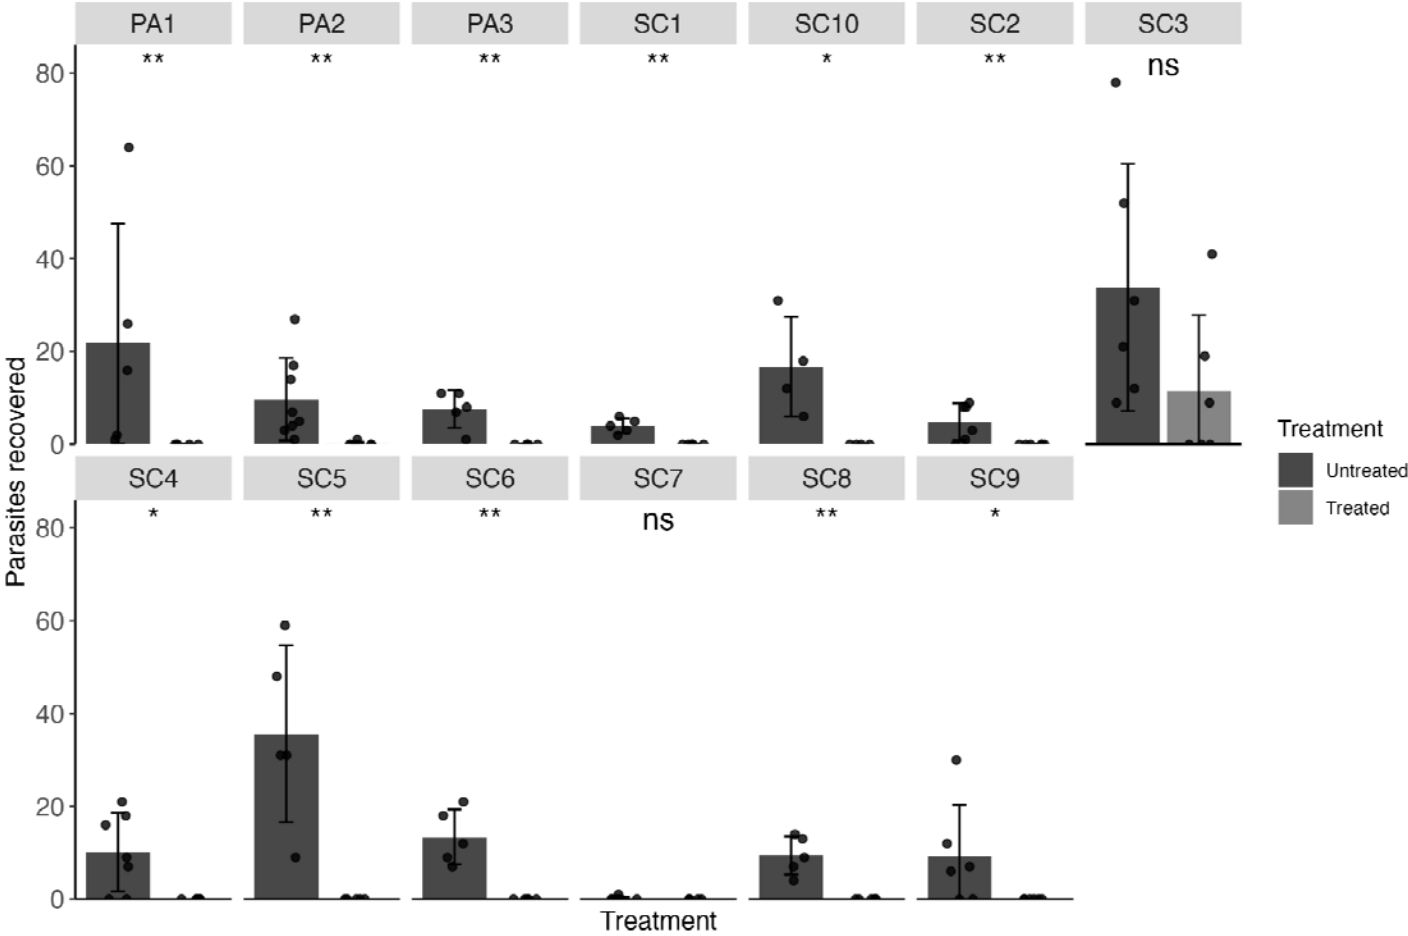 PA1 PA2 PA3 SC1 SC10 SC2 SC3
** ** ** ** * ** ns
80
60
40
20
0
Parasites recovered
SC4 SC5 SC6 SC7 SC8 SC9
* ** ** ns ** *
80
60
40
20
0
Treatment
Treatment
Untreated
Treated